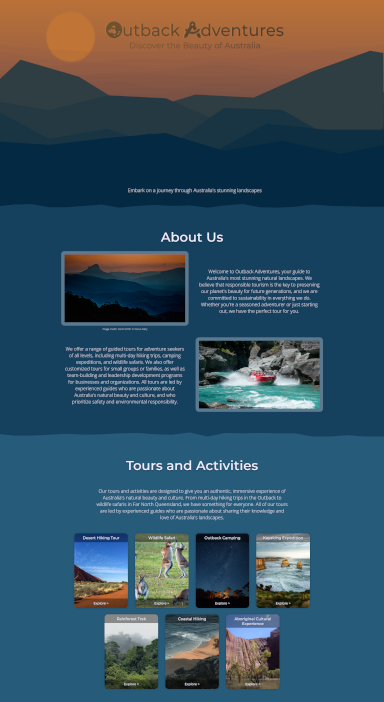 Outback Adventures
Discover the Beauty of Australia
Embark on a journey through Australia's stunning landscapes
About Us
Welcome to Outback Adventures, your guide to
Australia's most stunning natural landscapes. We
believe that responsible tourism is the key to preserving
our planet's beauty for future generations, and we are
committed to sustainability in everything we do.
Whether you're a seasoned adventurer or just starting
out, we have the perfect tour for you.
We offer a range of guided tours for adventure seekers
of all levels, including multi-day hiking trips, camping
expeditions, and wildlife safaris. We also offer
customized tours for small groups or families, as well as
team-building and leadership development programs
for businesses and organizations. All tours are led by
experienced guides who are passionate about
Australia's natural beauty and culture, and who
prioritize safety and environmental responsibility.
Tours and Activities
Our tours and activities are designed to give you an authentic, immersive experience of
Australia's natural beauty and culture. From multi-day hiking trips in the Outback to
wildlife safaris in Far North Queensland, we have something for everyone. All of our tours
are led by experienced guides who are passionate about sharing their knowledge and
love of Australia's landscapes.
Desert Hiking Tour
Wildlife Safari
Outback Camping
Kayaking Expedition
Explore >
Explore >
Explore >
Explore >
Rainforest Trek
Coastal Hiking
Aboriginal Cultural
Experience
Explore >
Explore >
Explore >